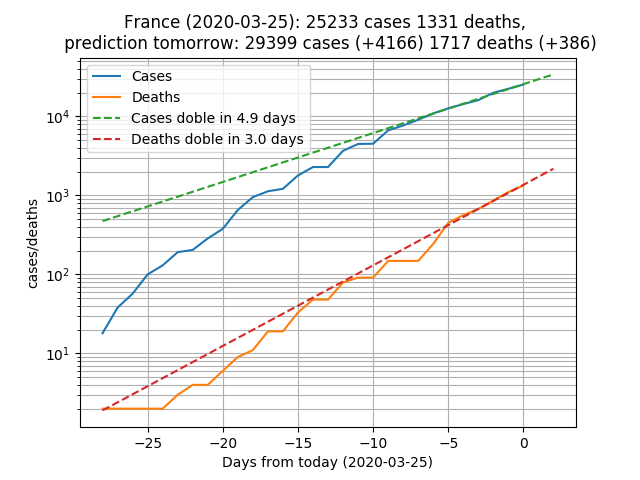 France (2020-03-25): 25233 cases 1331 deaths,
prediction tomorrow: 29399 cases (+4166) 1717 deaths (+386)
Cases
Deaths
Cases doble in 4.9 days
Deaths doble in 3.0 days
10⁴
10³
10²
10¹
cases/deaths
−25 −20 −15 −10 −5 0
Days from today (2020-03-25)